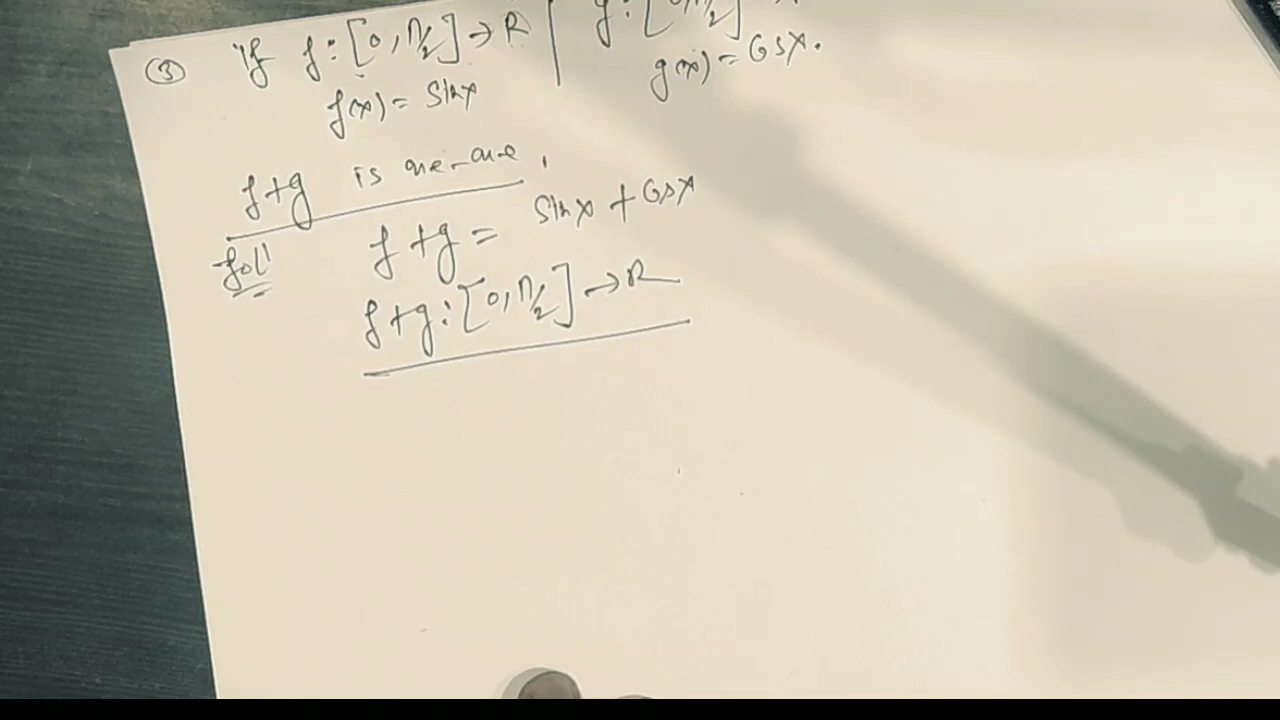 ③ If f : [0, π/2] → R | g : [0, π/2]
f(x) = Sinx g(x) = Cosx.
f+g is one-one,
Sol:
f+g = Sinx + Cosx
f+g : [0, π/2] → R